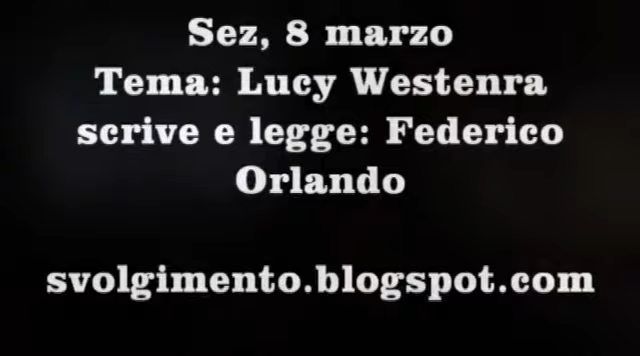 Sez, 8 marzo
Tema: Lucy Westenra
scrive e legge: Federico
Orlando
svolgimento.blogspot.com